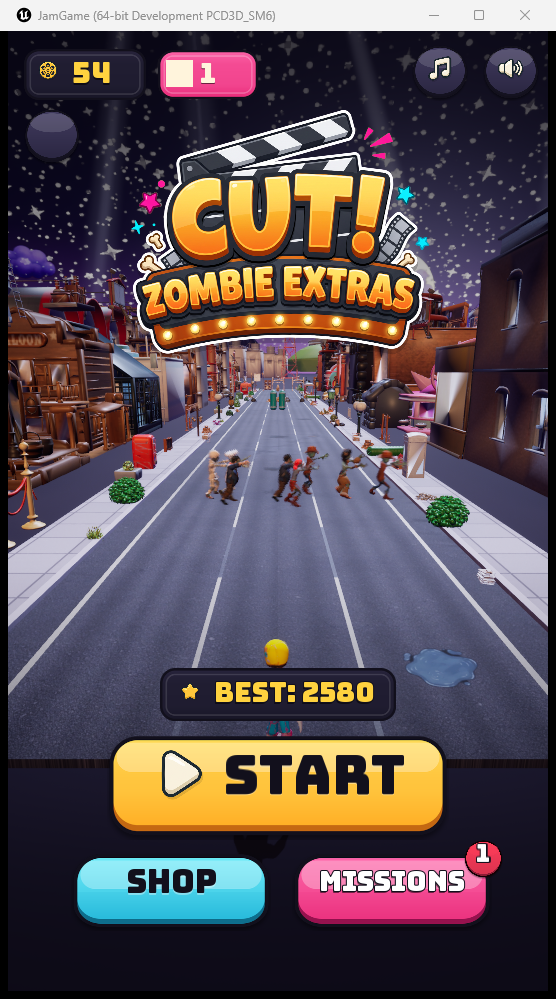 JamGame (64-bit Development PCD3D_SM6)
54
1
CUT!
ZOMBIE EXTRAS
BEST: 2580
START
SHOP
MISSIONS
1